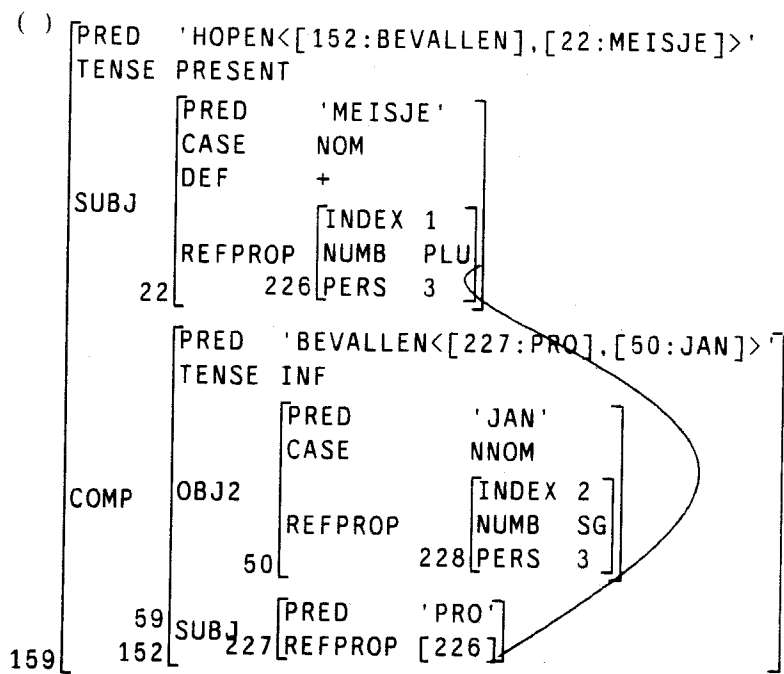 ( )
PRED 'HOPEN<[152:BEVALLEN],[22:MEISJE]>'
TENSE PRESENT
PRED 'MEISJE'
CASE NOM
DEF +
SUBJ
INDEX 1
REFPROP NUMB PLU
22 226 PERS 3
PRED 'BEVALLEN<[227:PRO],[50:JAN]>'
TENSE INF
PRED 'JAN'
CASE NNOM
COMP OBJ2 INDEX 2
REFPROP NUMB SG
50 228 PERS 3
59 PRED 'PRO'
SUBJ
159 152 227 REFPROP [226]